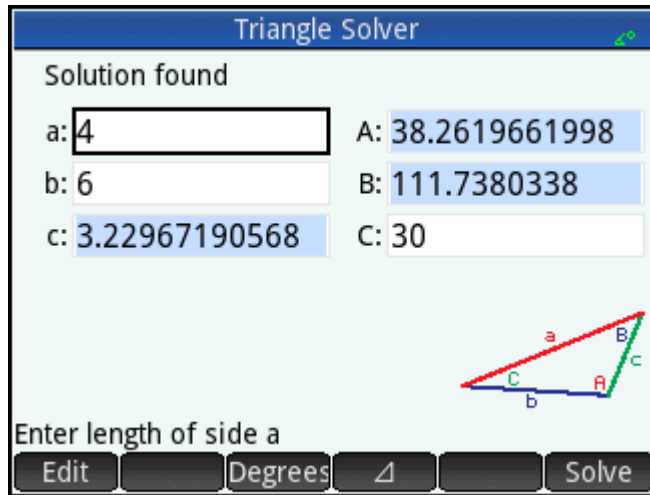 Triangle Solver
Solution found
a: 4 A: 38.2619661998
b: 6 B: 111.7380338
c: 3.22967190568 C: 30
a B
C A c
b
Enter length of side a
Edit Degrees Solve